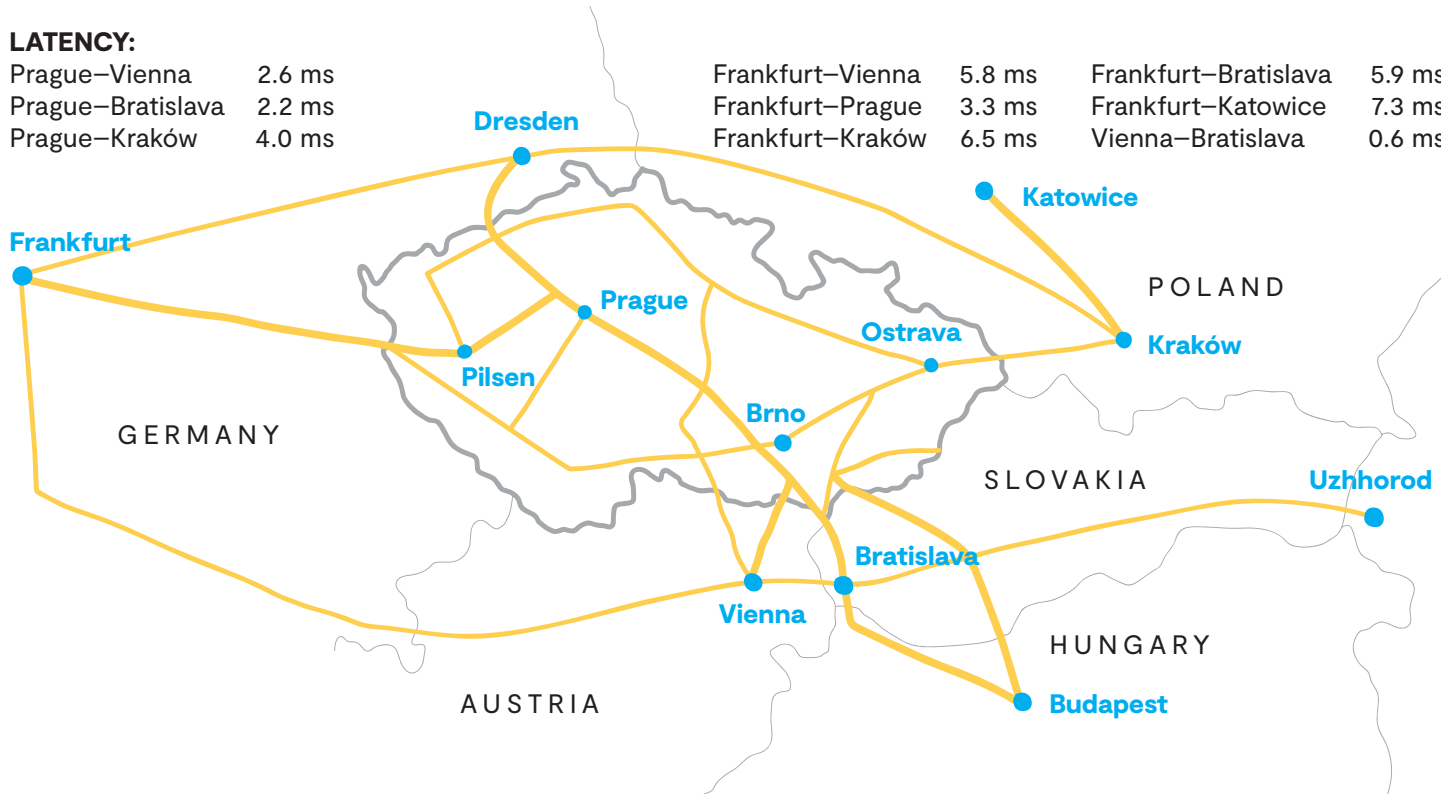 LATENCY:
Prague–Vienna 2.6 ms
Prague–Bratislava 2.2 ms
Prague–Kraków 4.0 ms
Frankfurt–Vienna 5.8 ms
Frankfurt–Prague 3.3 ms
Frankfurt–Kraków 6.5 ms
Frankfurt–Bratislava 5.9 ms
Frankfurt–Katowice 7.3 ms
Vienna–Bratislava 0.6 ms
Dresden
Katowice
Frankfurt
POLAND
Prague
Ostrava
Kraków
Pilsen
Brno
GERMANY
SLOVAKIA
Uzhhorod
Bratislava
Vienna
HUNGARY
AUSTRIA
Budapest